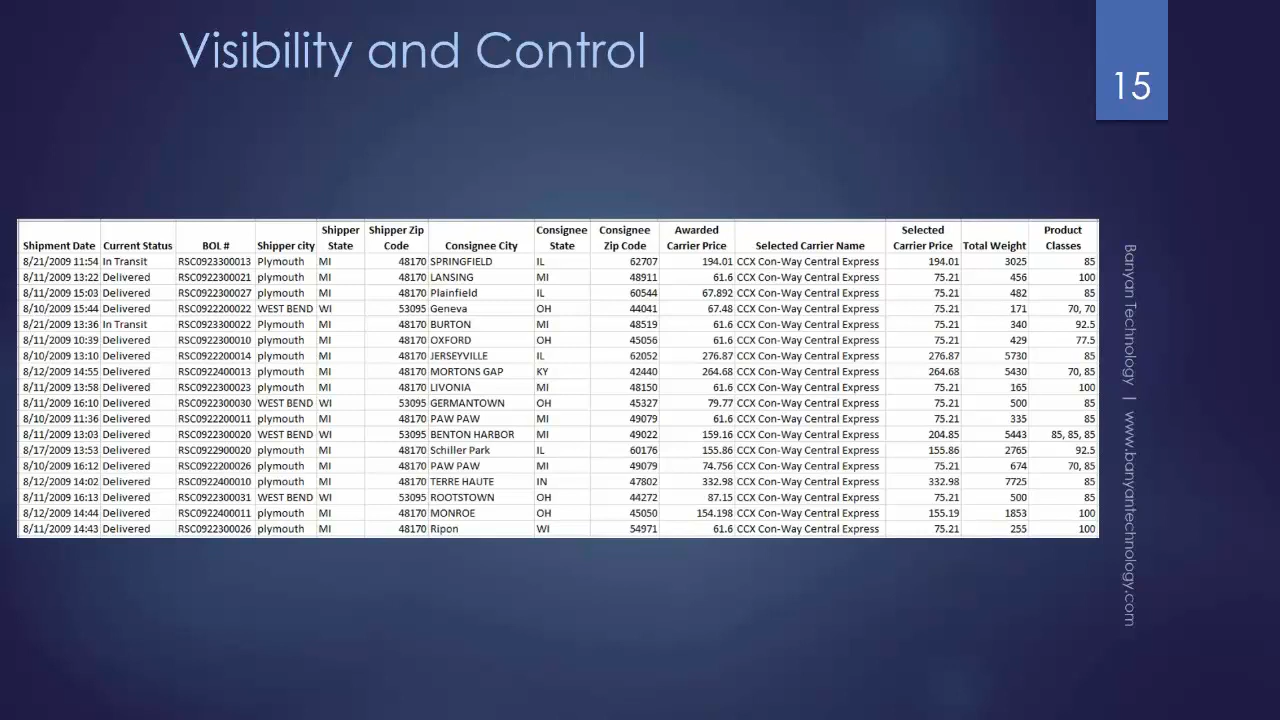 Visibility and Control
15
Shipment Date Current Status BOL # Shipper city Shipper State Shipper Zip Code Consignee City Consignee State Consignee Zip Code Awarded Carrier Price Selected Carrier Name Selected Carrier Price Total Weight Product Classes
8/21/2009 11:54 In Transit RSC0923300013 Plymouth MI 48170 SPRINGFIELD IL 62707 194.01 CCX Con-Way Central Express 194.01 3025 85
8/11/2009 13:22 Delivered RSC0922300021 plymouth MI 48170 LANSING MI 48911 61.6 CCX Con-Way Central Express 75.21 456 100
8/11/2009 15:03 Delivered RSC0922300027 plymouth MI 48170 Plainfield IL 60544 67.892 CCX Con-Way Central Express 75.21 482 85
8/10/2009 15:44 Delivered RSC0922200022 WEST BEND WI 53095 Geneva OH 44041 67.48 CCX Con-Way Central Express 75.21 171 70, 70
8/21/2009 13:36 In Transit RSC0923300022 Plymouth MI 48170 BURTON MI 48519 61.6 CCX Con-Way Central Express 75.21 340 92.5
8/11/2009 10:39 Delivered RSC0922300010 plymouth MI 48170 OXFORD OH 45056 61.6 CCX Con-Way Central Express 75.21 429 77.5
8/10/2009 13:10 Delivered RSC0922200014 plymouth MI 48170 JERSEYVILLE IL 62052 276.87 CCX Con-Way Central Express 276.87 5730 85
8/12/2009 14:55 Delivered RSC0922400013 plymouth MI 48170 MORTONS GAP KY 42440 264.68 CCX Con-Way Central Express 264.68 5430 70, 85
8/11/2009 13:58 Delivered RSC0922300023 plymouth MI 48170 LIVONIA MI 48150 61.6 CCX Con-Way Central Express 75.21 165 100
8/11/2009 16:10 Delivered RSC0922300030 WEST BEND WI 53095 GERMANTOWN OH 45327 79.77 CCX Con-Way Central Express 75.21 500 85
8/10/2009 11:36 Delivered RSC0922200011 plymouth MI 48170 PAW PAW MI 49079 61.6 CCX Con-Way Central Express 75.21 335 85
8/11/2009 13:03 Delivered RSC0922300020 WEST BEND WI 53095 BENTON HARBOR MI 49022 159.16 CCX Con-Way Central Express 204.85 5443 85, 85, 85
8/17/2009 13:53 Delivered RSC0922900020 plymouth MI 48170 Schiller Park IL 60176 155.86 CCX Con-Way Central Express 155.86 2765 92.5
8/10/2009 16:12 Delivered RSC0922200026 plymouth MI 48170 PAW PAW MI 49079 74.756 CCX Con-Way Central Express 75.21 674 70, 85
8/12/2009 14:02 Delivered RSC0922400010 plymouth MI 48170 TERRE HAUTE IN 47802 332.98 CCX Con-Way Central Express 332.98 7725 85
8/11/2009 16:13 Delivered RSC0922300031 WEST BEND WI 53095 ROOTSTOWN OH 44272 87.15 CCX Con-Way Central Express 75.21 500 85
8/12/2009 14:44 Delivered RSC0922400011 plymouth MI 48170 MONROE OH 45050 154.198 CCX Con-Way Central Express 155.19 1853 100
8/11/2009 14:43 Delivered RSC0922300026 plymouth MI 48170 Ripon WI 54971 61.6 CCX Con-Way Central Express 75.21 255 100
Banyan Technology | www.banyantechnology.com